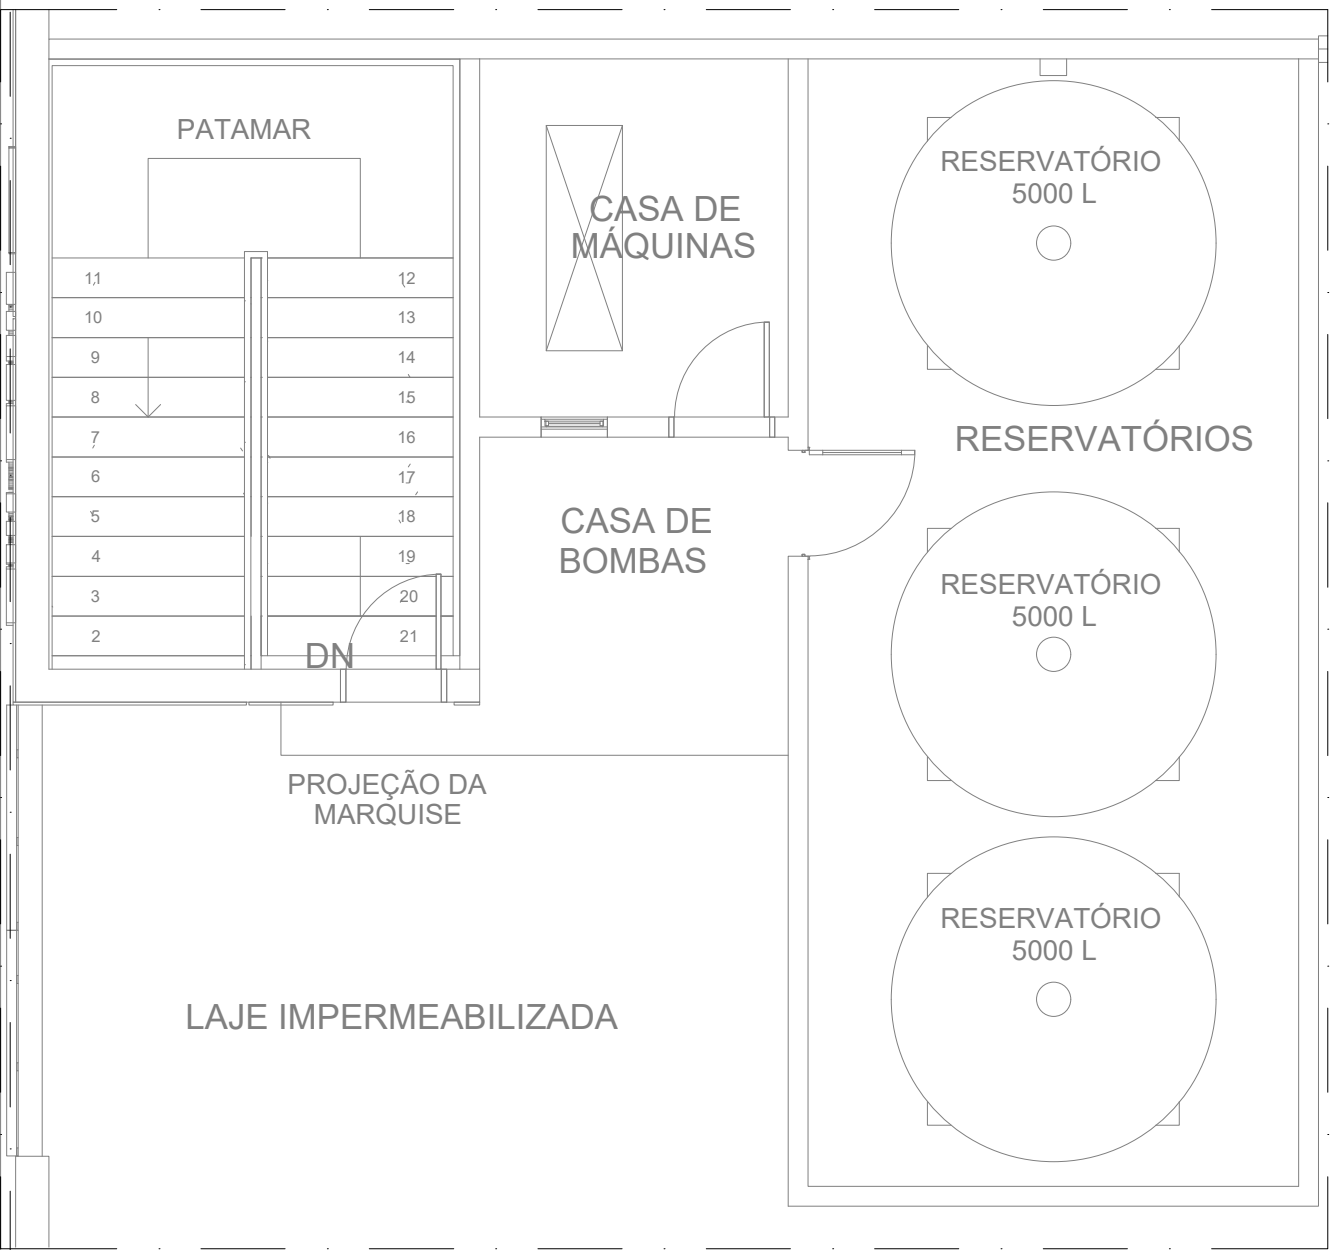 PATAMAR
RESERVATÓRIO
5000 L
CASA DE
MÁQUINAS
11 12
10 13
9 14
8 15
7 16
6 17
5 18
4 19
3 20
2 21
DN
RESERVATÓRIOS
CASA DE
BOMBAS
RESERVATÓRIO
5000 L
PROJEÇÃO DA
MARQUISE
RESERVATÓRIO
5000 L
LAJE IMPERMEABILIZADA